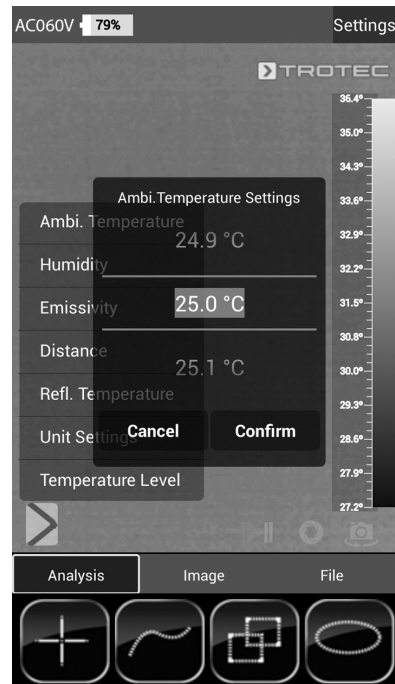 AC060V 79% Settings
TROTEC
36.4°
35.0°
34.3°
33.6°
32.9°
32.2°
31.5°
30.8°
30.0°
29.3°
28.6°
27.9°
27.2°
Ambi.Temperature Settings
24.9 °C
25.0 °C
25.1 °C
Cancel Confirm
Ambi. Temperature
Humidity
Emissivity
Distance
Refl. Temperature
Unit Settings
Temperature Level
Analysis Image File